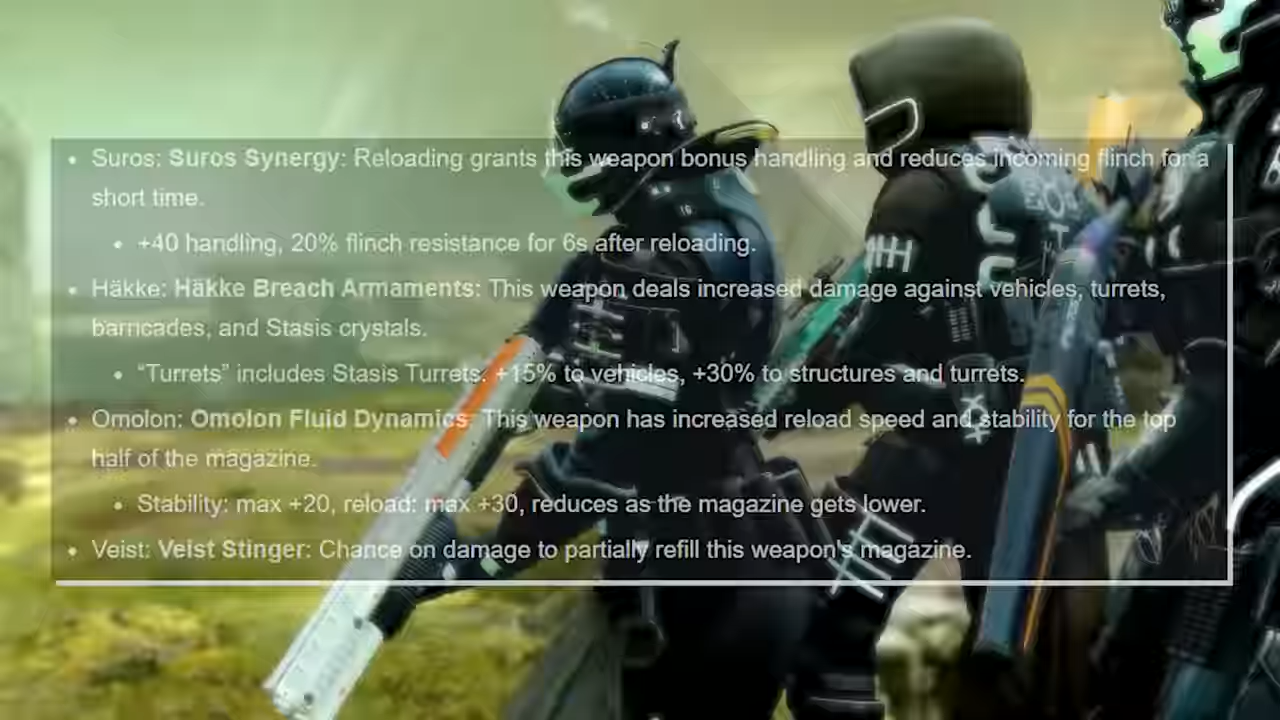 • Suros: Suros Synergy: Reloading grants this weapon bonus handling and reduces incoming flinch for a
short time.
• +40 handling, 20% flinch resistance for 6s after reloading.
• Häkke: Häkke Breach Armaments: This weapon deals increased damage against vehicles, turrets,
barricades, and Stasis crystals.
• “Turrets” includes Stasis Turrets. +15% to vehicles, +30% to structures and turrets.
• Omolon: Omolon Fluid Dynamics: This weapon has increased reload speed and stability for the top
half of the magazine.
• Stability: max +20, reload: max +30, reduces as the magazine gets lower.
• Veist: Veist Stinger: Chance on damage to partially refill this weapon's magazine.
16